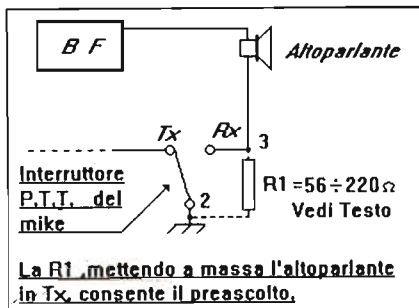 B F
Altoparlante
Tx Rx 3
Interruttore
P.T.T. del
mike
2
R1 =56÷220Ω
Vedi Testo
La R1 ,mettendo a massa l'altoparlante
in Tx, consente il preascolto,